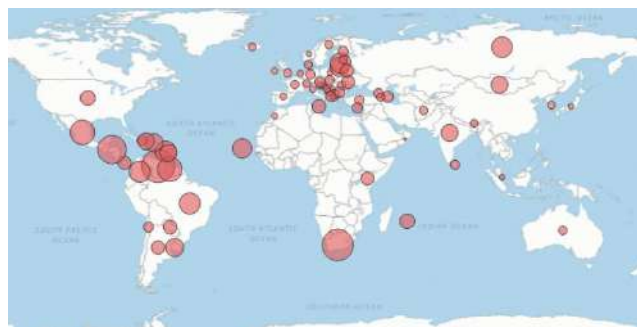 ARCTIC OCEAN
NORTH ATLANTIC
OCEAN
SOUTH PACIFIC
OCEAN
SOUTH ATLANTIC
OCEAN
INDIAN OCEAN
SOUTHERN OCEAN